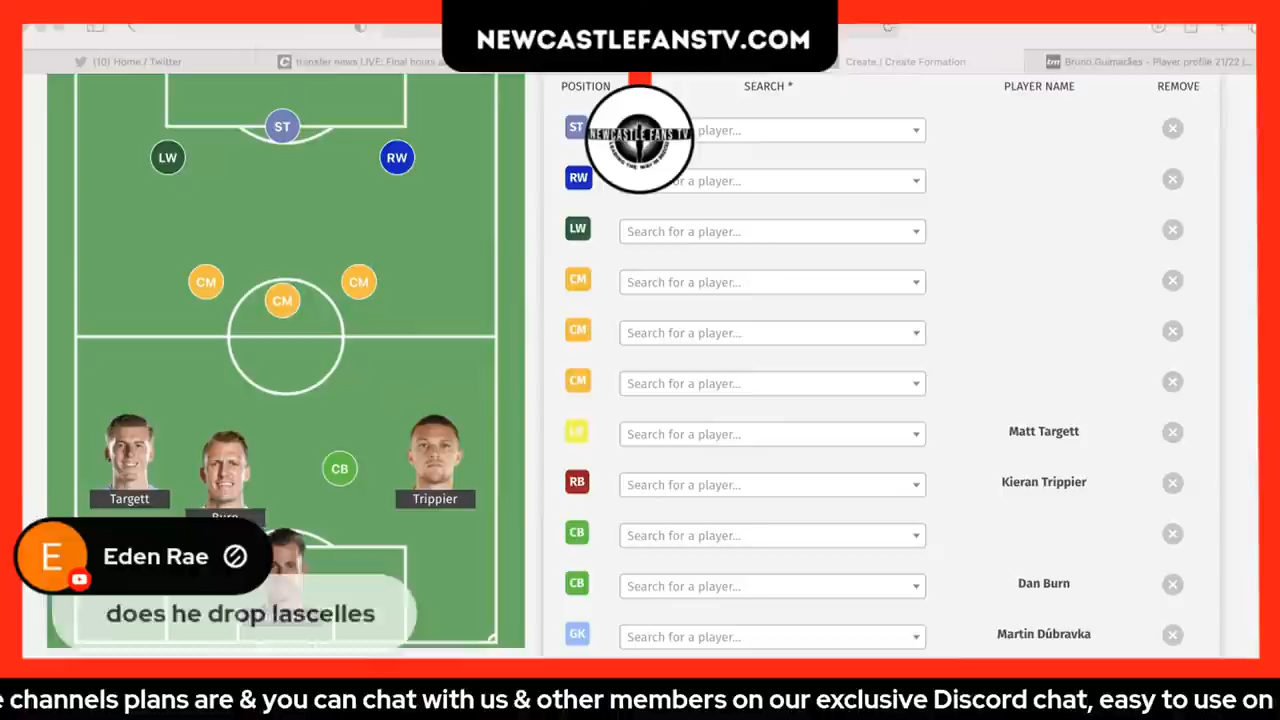 NEWCASTLEFANSTV.COM
(10) Home / Twitter
transfer news LIVE: Final hours
Create / Create Formation
Bruno Guimarães - Player profile 21/22 |...
POSITION
SEARCH *
PLAYER NAME
REMOVE
NEWCASTLE FANS TV
ST
LW
RW
CM
CM
CM
CB
Targett
Burn
Trippier
ST
player...
RW
for a player...
LW
Search for a player...
CM
Search for a player...
CM
Search for a player...
CM
Search for a player...
LB
Search for a player...
Matt Targett
RB
Search for a player...
Kieran Trippier
CB
Search for a player...
CB
Search for a player...
Dan Burn
GK
Search for a player...
Martin Dúbravka
E
Eden Rae
does he drop lascelles
e channels plans are & you can chat with us & other members on our exclusive Discord chat, easy to use on